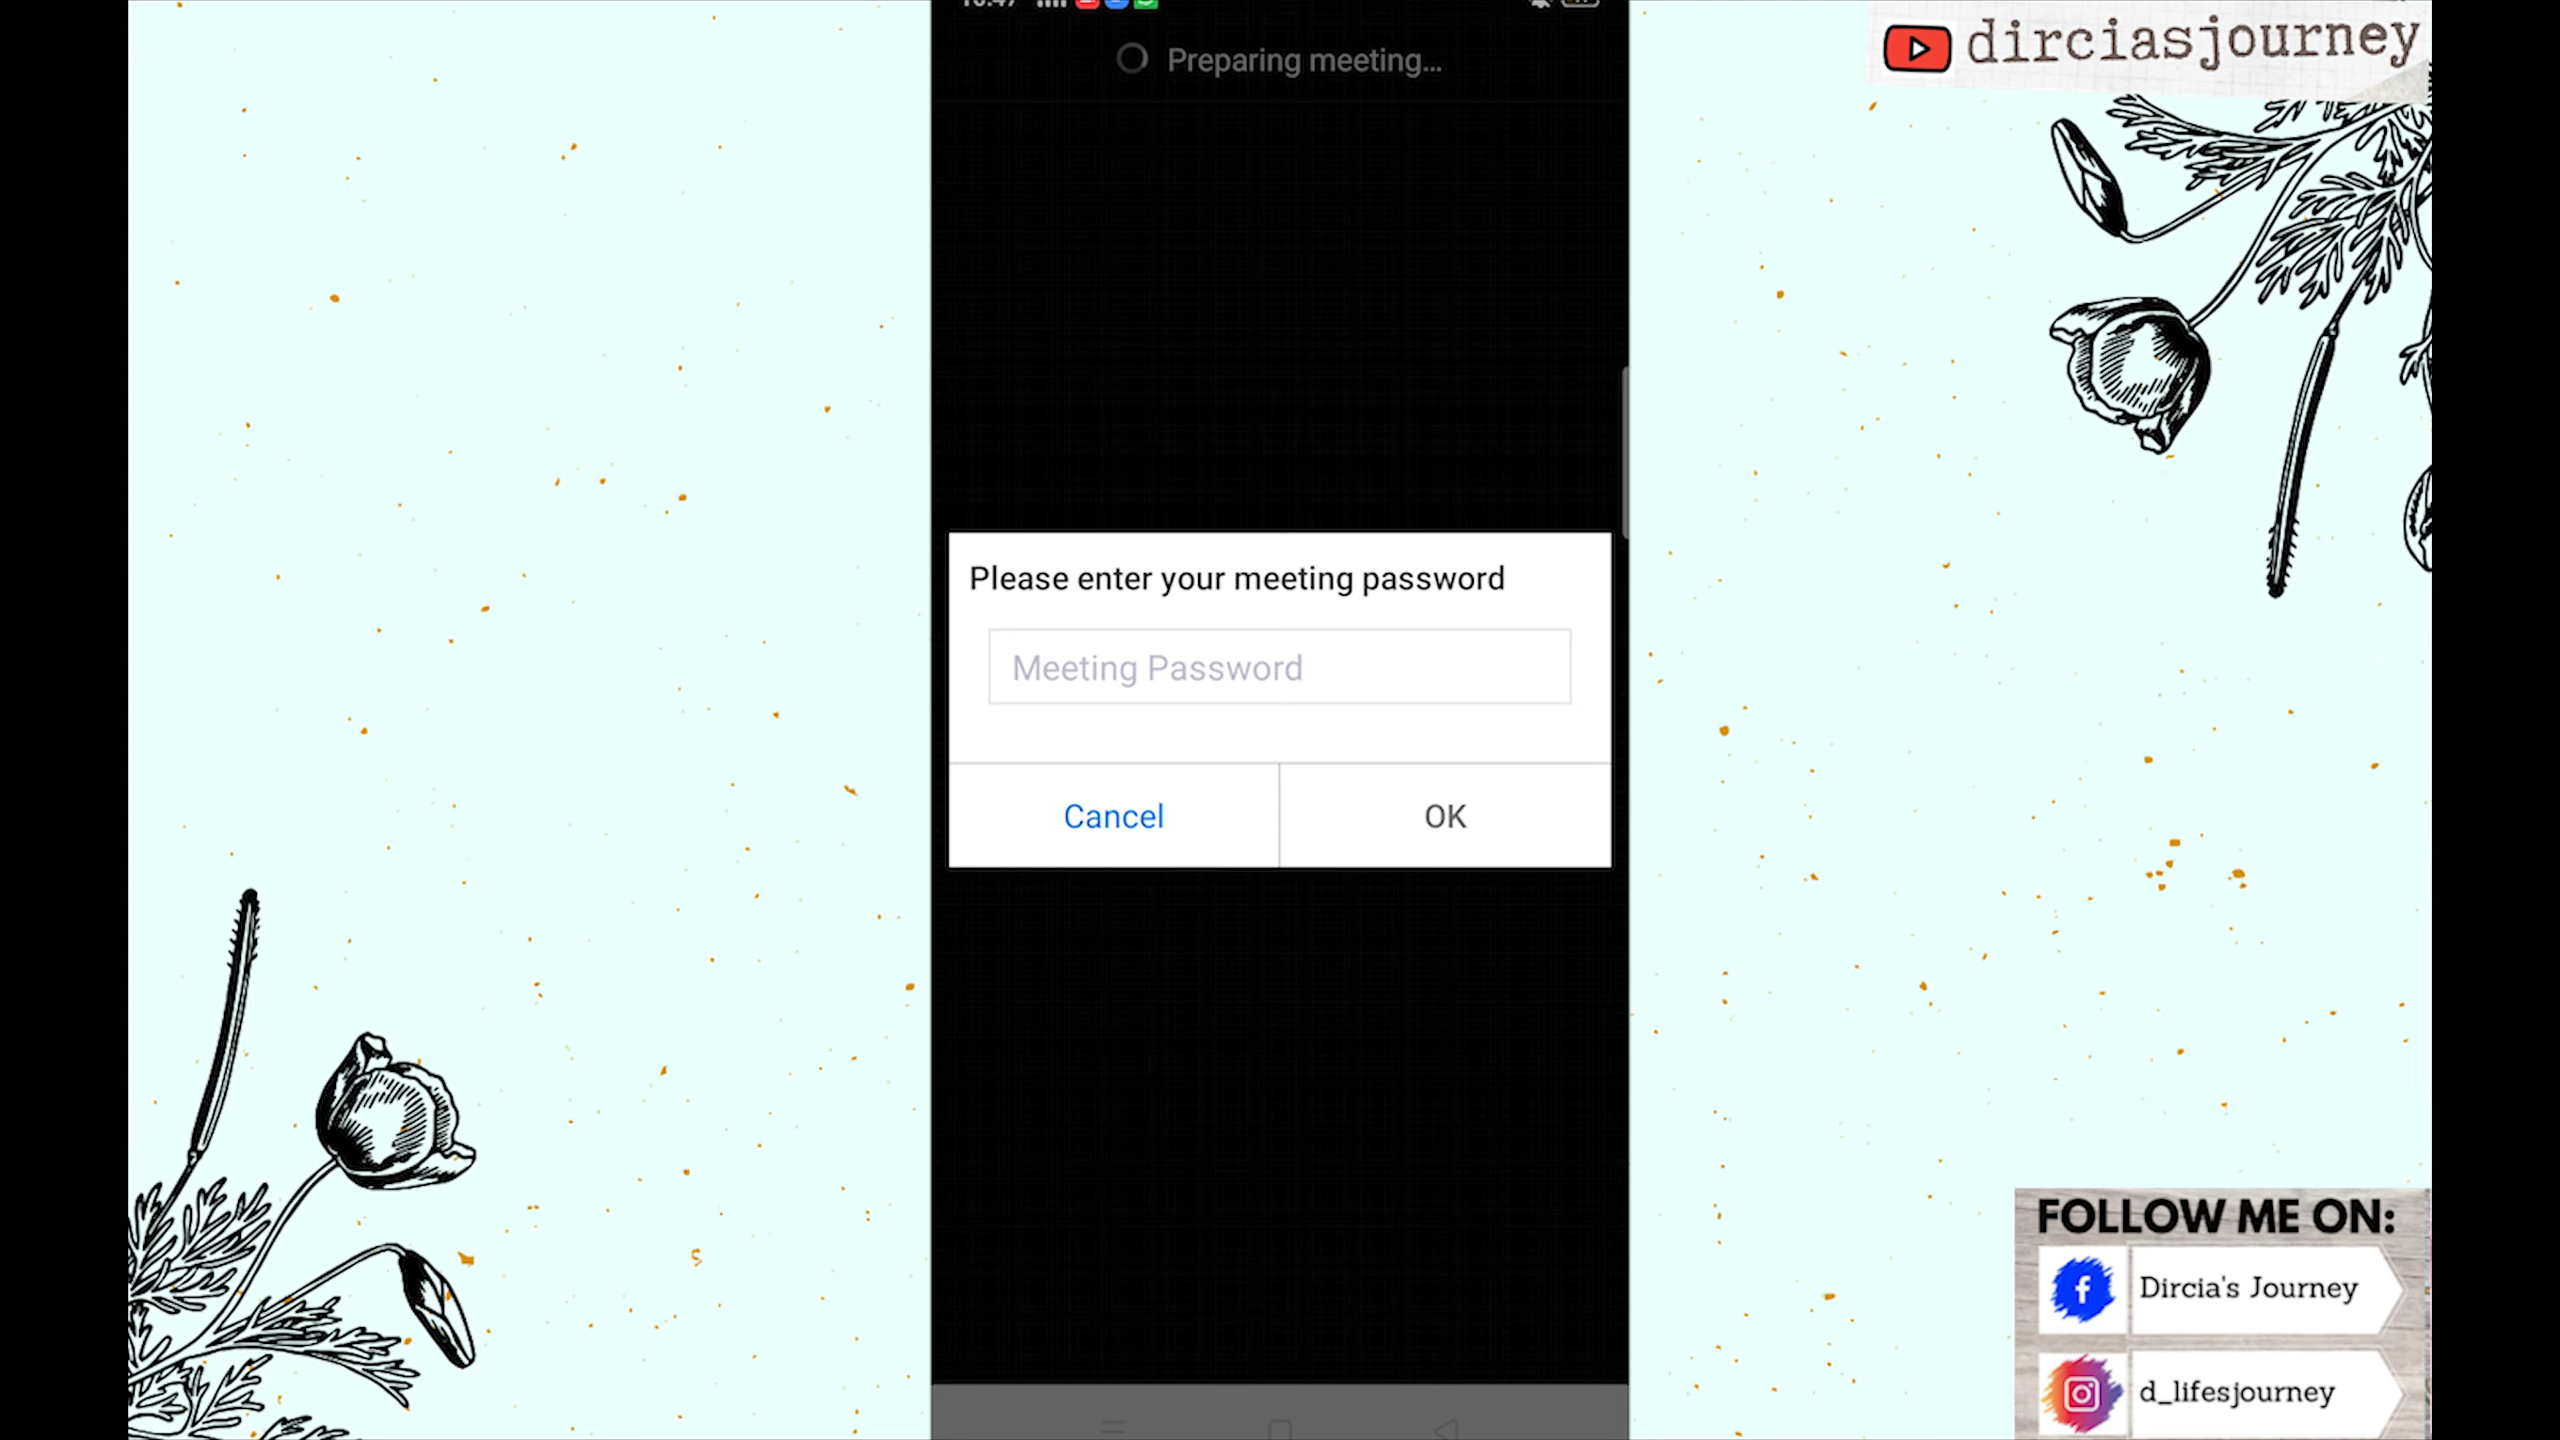 dirciasjourney
Preparing meeting...
Please enter your meeting password
Meeting Password
Cancel
OK
FOLLOW ME ON:
Dircia's Journey
d_lifesjourney